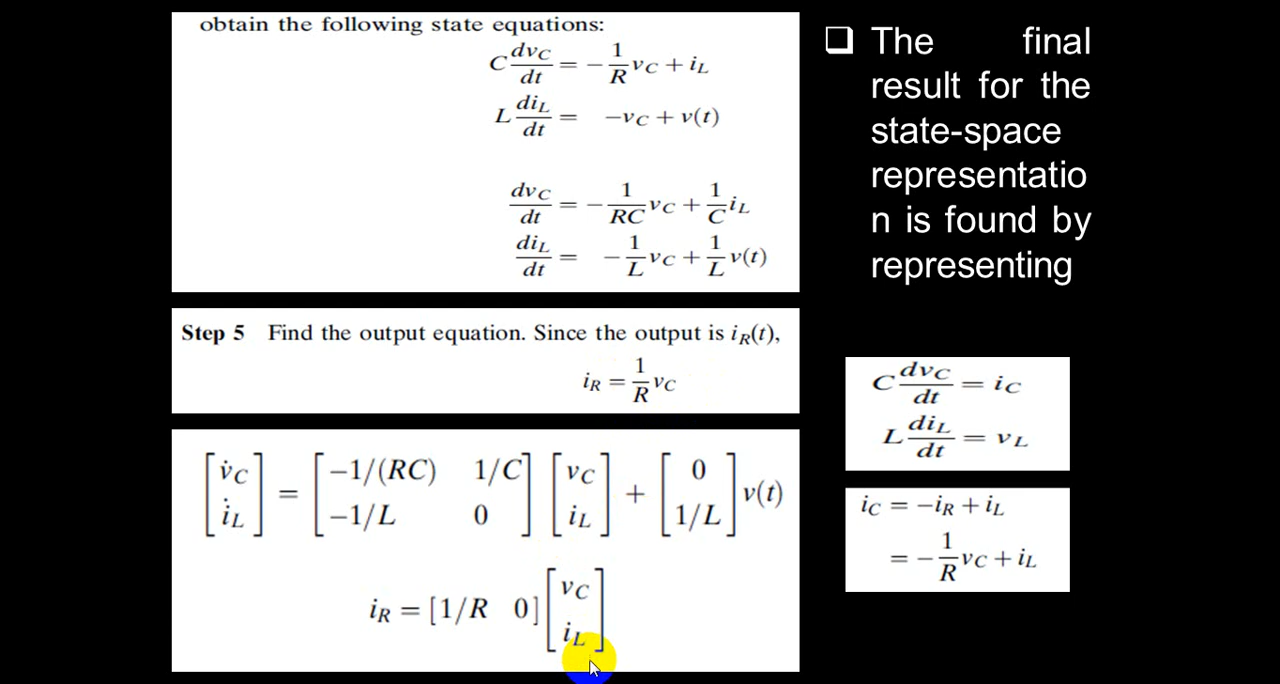 obtain the following state equations:
C dv_C/dt = − 1/R v_C + i_L
L di_L/dt = −v_C + v(t)
dv_C/dt = − 1/RC v_C + 1/C i_L
di_L/dt = − 1/L v_C + 1/L v(t)
Step 5 Find the output equation. Since the output is i_R(t),
i_R = 1/R v_C
[v̇_C; i̇_L] = [−1/(RC) 1/C; −1/L 0] [v_C; i_L] + [0; 1/L] v(t)
i_R = [1/R 0] [v_C; i_L]
❑ The final
result for the
state-space
representatio
n is found by
representing
C dv_C/dt = i_C
L di_L/dt = v_L
i_C = −i_R + i_L
= − 1/R v_C + i_L